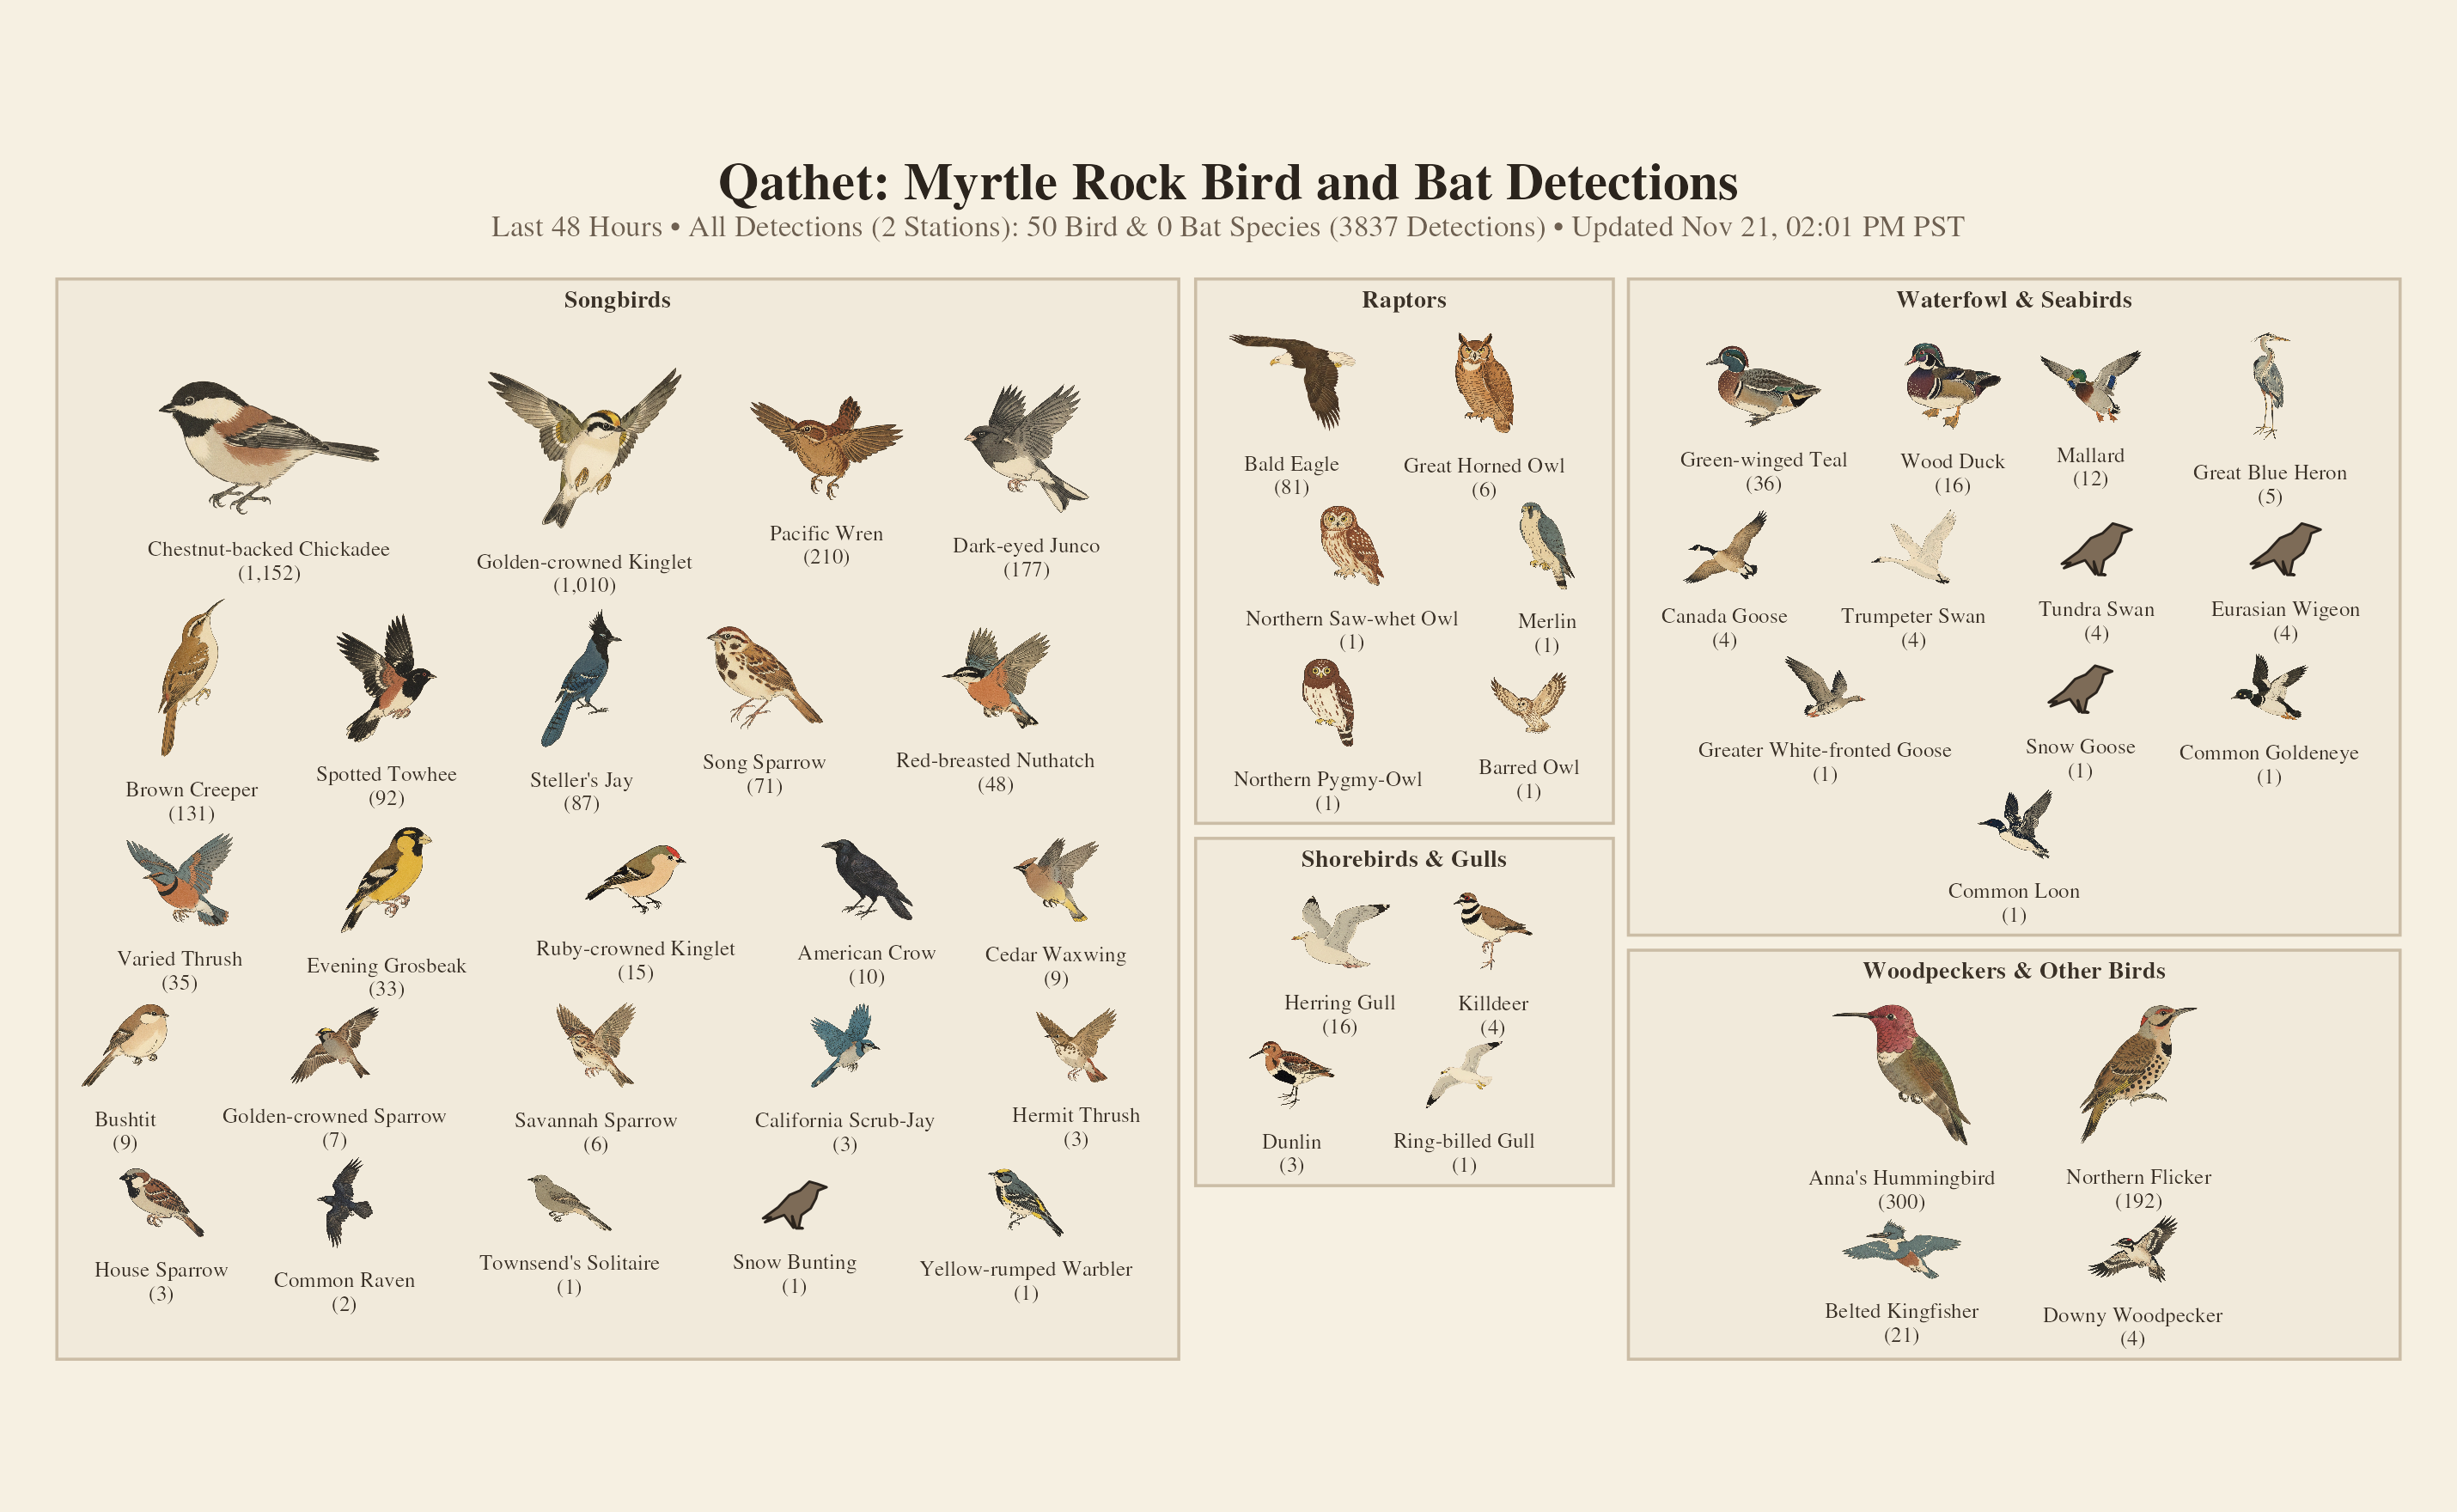 Qathet: Myrtle Rock Bird and Bat Detections
Last 48 Hours • All Detections (2 Stations): 50 Bird & 0 Bat Species (3837 Detections) • Updated Nov 21, 02:01 PM PST
Songbirds
Chestnut-backed Chickadee
(1,152)
Golden-crowned Kinglet
(1,010)
Pacific Wren
(210)
Dark-eyed Junco
(177)
Brown Creeper
(131)
Spotted Towhee
(92)
Steller's Jay
(87)
Song Sparrow
(71)
Red-breasted Nuthatch
(48)
Varied Thrush
(35)
Evening Grosbeak
(33)
Ruby-crowned Kinglet
(15)
American Crow
(10)
Cedar Waxwing
(9)
Bushtit
(9)
Golden-crowned Sparrow
(7)
Savannah Sparrow
(6)
California Scrub-Jay
(3)
Hermit Thrush
(3)
House Sparrow
(3)
Common Raven
(2)
Townsend's Solitaire
(1)
Snow Bunting
(1)
Yellow-rumped Warbler
(1)
Raptors
Bald Eagle
(81)
Great Horned Owl
(6)
Northern Saw-whet Owl
(1)
Merlin
(1)
Northern Pygmy-Owl
(1)
Barred Owl
(1)
Shorebirds & Gulls
Herring Gull
(16)
Killdeer
(4)
Dunlin
(3)
Ring-billed Gull
(1)
Waterfowl & Seabirds
Green-winged Teal
(36)
Wood Duck
(16)
Mallard
(12)
Great Blue Heron
(5)
Canada Goose
(4)
Trumpeter Swan
(4)
Tundra Swan
(4)
Eurasian Wigeon
(4)
Greater White-fronted Goose
(1)
Snow Goose
(1)
Common Goldeneye
(1)
Common Loon
(1)
Woodpeckers & Other Birds
Anna's Hummingbird
(300)
Northern Flicker
(192)
Belted Kingfisher
(21)
Downy Woodpecker
(4)